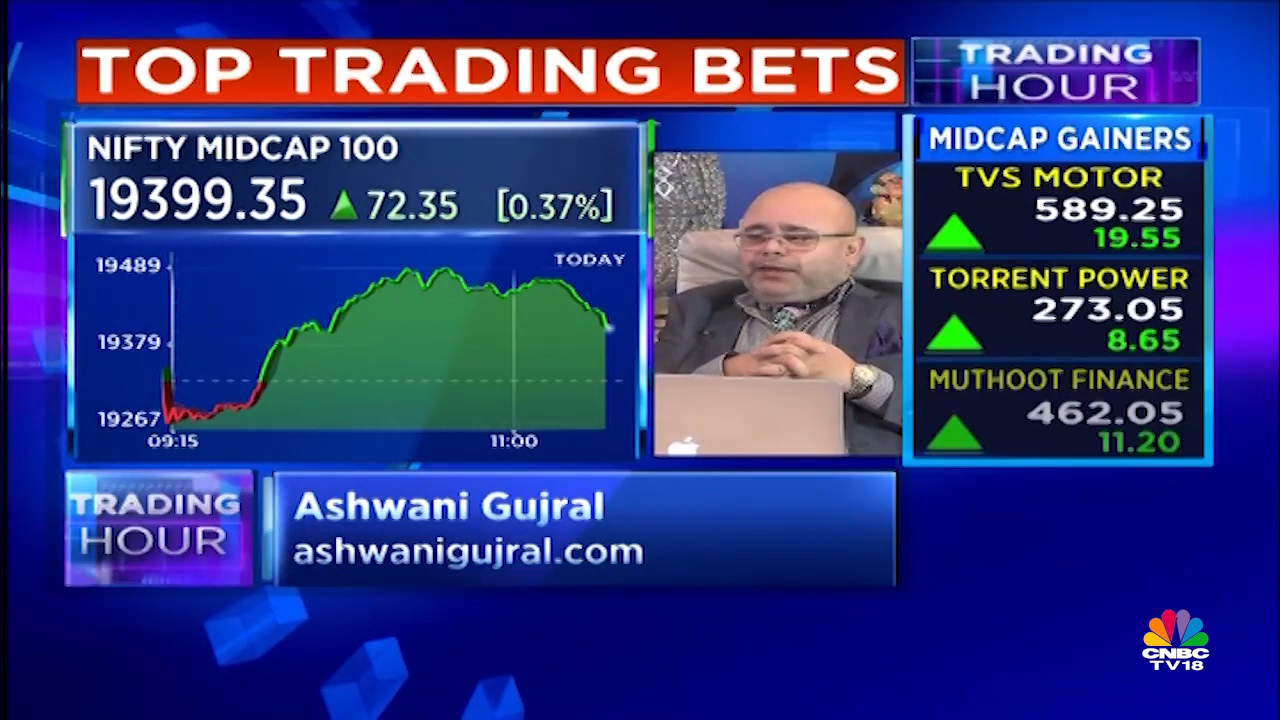 TOP TRADING BETS
TRADING
HOUR
NIFTY MIDCAP 100
19399.35 72.35 [0.37%]
TODAY
19489
19379
19267
09:15 11:00
MIDCAP GAINERS
TVS MOTOR
589.25
19.55
TORRENT POWER
273.05
8.65
MUTHOOT FINANCE
462.05
11.20
TRADING
HOUR
Ashwani Gujral
ashwanigujral.com
CNBC
TV18